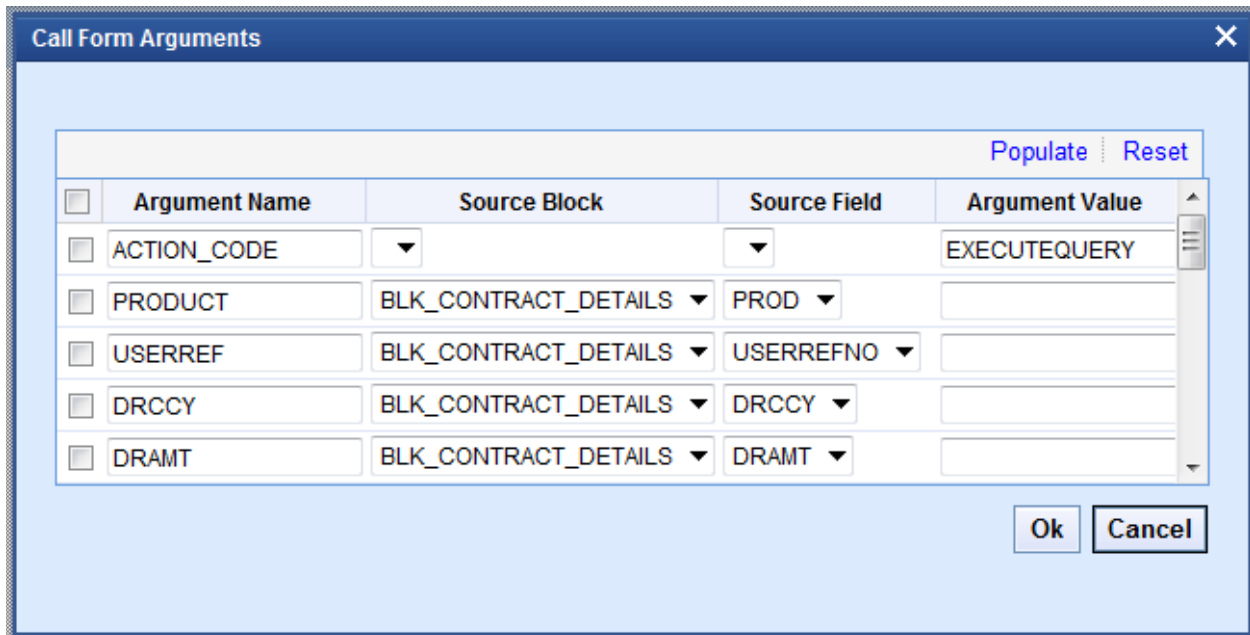 Call Form Arguments
Populate Reset
Argument Name Source Block Source Field Argument Value
ACTION_CODE EXECUTEQUERY
PRODUCT BLK_CONTRACT_DETAILS PROD
USERREF BLK_CONTRACT_DETAILS USERREFNO
DRCCY BLK_CONTRACT_DETAILS DRCCY
DRAMT BLK_CONTRACT_DETAILS DRAMT
Ok Cancel